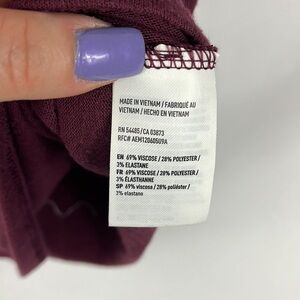 MADE IN VIETNAM / FABRIQUÉ AU
VIETNAM / HECHO EN VIETNAM
RN 54485/CA 03873
RFC# AEM1206050U9A
EN 69% VISCOSE / 28% POLYESTER /
3% ELASTANE
FR 69% VISCOSE / 28% POLYESTER /
3% ÉLASTHANNE
SP 69% viscosa / 28% poliéster /
3% elastano